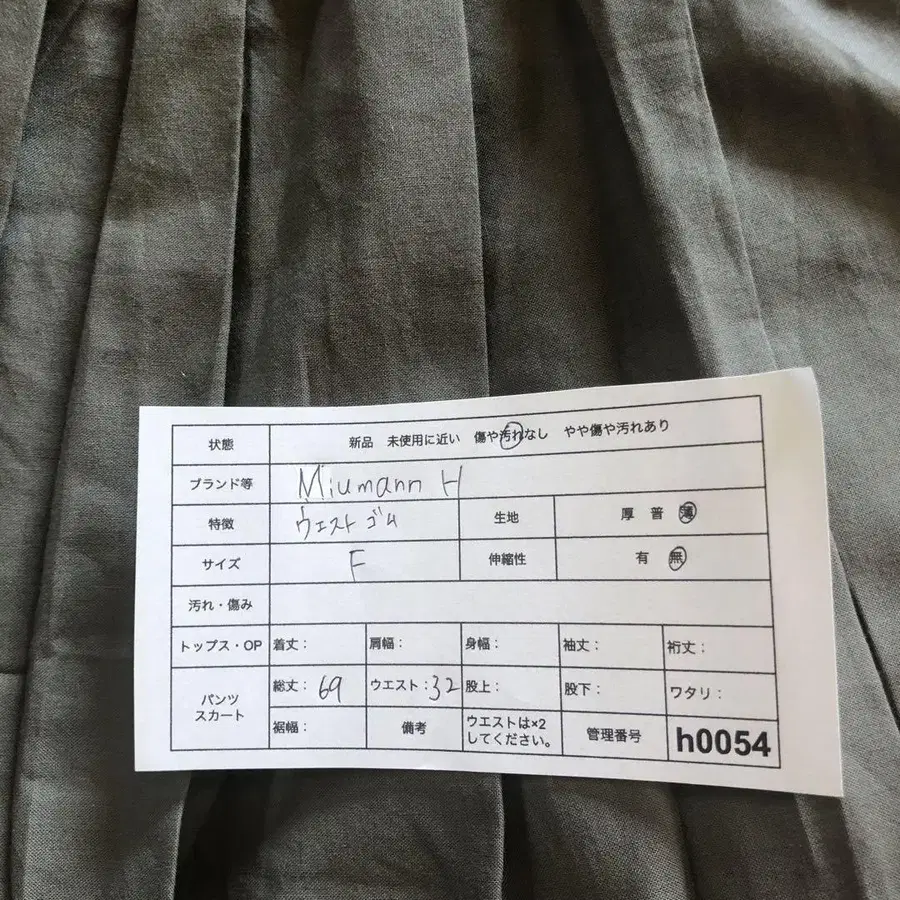 状態 新品 未使用に近い 傷や汚れなし やや傷や汚れあり
ブランド等 Miumann H
特徴 ウエスト ゴム 生地 厚 普 薄
サイズ F 伸縮性 有 無
汚れ・傷み
トップス・OP 着丈： 肩幅： 身幅： 袖丈： 裄丈：
パンツ スカート 総丈： 69 ウエスト：32 股上： 股下： ワタリ：
裾幅： 備考 ウエストは×2 してください。 管理番号 h0054